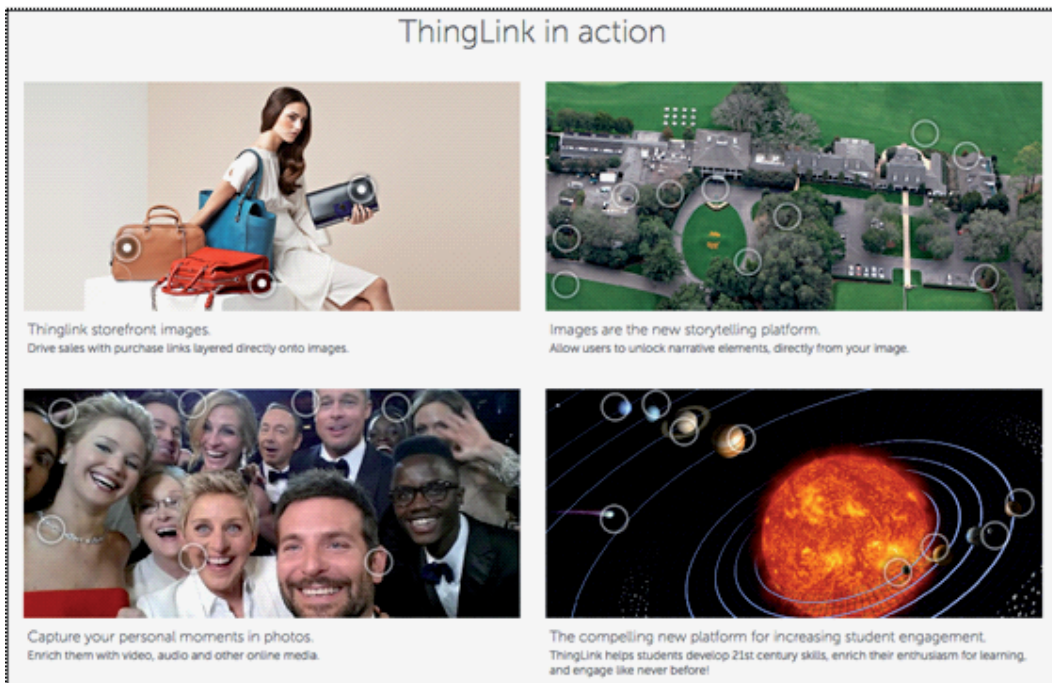 ThingLink in action
Thinglink storefront images.
Drive sales with purchase links layered directly onto images.
Images are the new storytelling platform.
Allow users to unlock narrative elements, directly from your image.
Capture your personal moments in photos.
Enrich them with video, audio and other online media.
The compelling new platform for increasing student engagement.
ThingLink helps students develop 21st century skills, enrich their enthusiasm for learning,
and engage like never before!